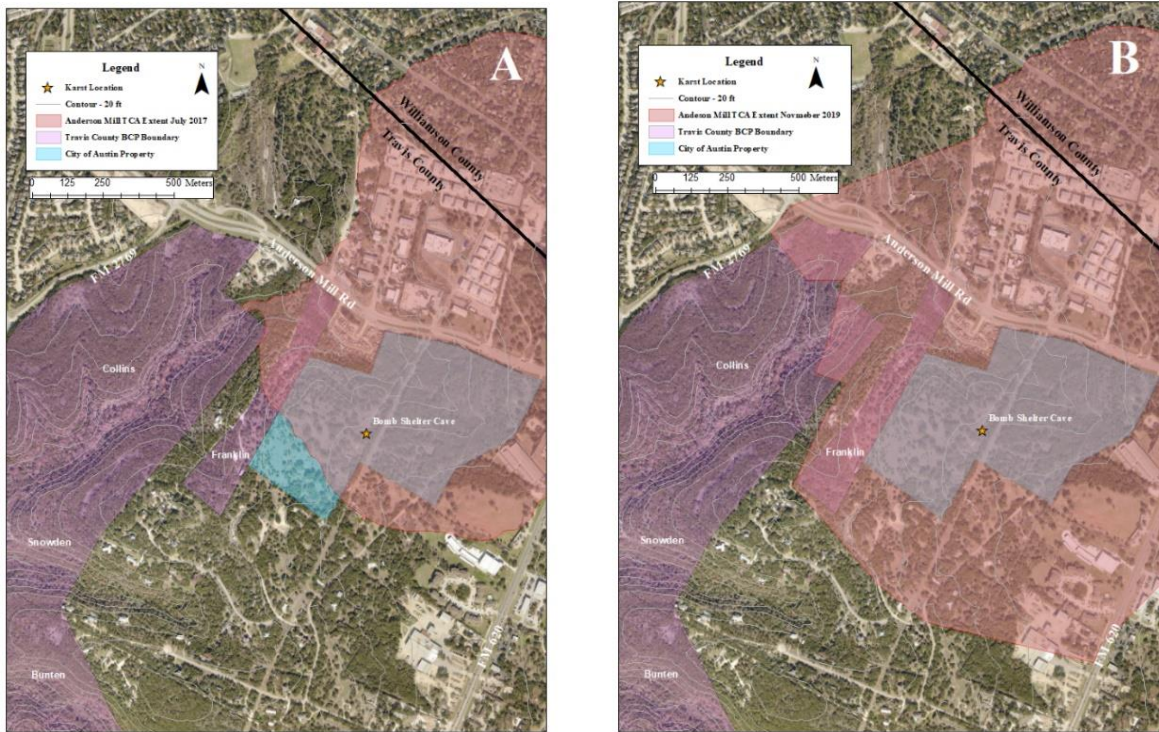 A
Legend
N
Karst Location
Contour - 20 ft
Anderson Mill TCA Extent July 2017
Travis County BCP Boundary
City of Austin Property
0 125 250 500 Meters
Williamson County
Travis County
FM 2769
Anderson Mill Rd
Collins
Bomb Shelter Cave
Franklin
Snowden
FM 620
Bunten
B
Legend
N
Karst Location
Contour - 20 ft
Andeson Mill TCA Extent Novmeber 2019
Travis County BCP Boundary
City of Austin Property
0 125 250 500 Meters
Williamson County
Travis County
FM 2769
Anderson Mill Rd
Collins
Bomb Shelter Cave
Franklin
Snowden
FM 620
Bunten